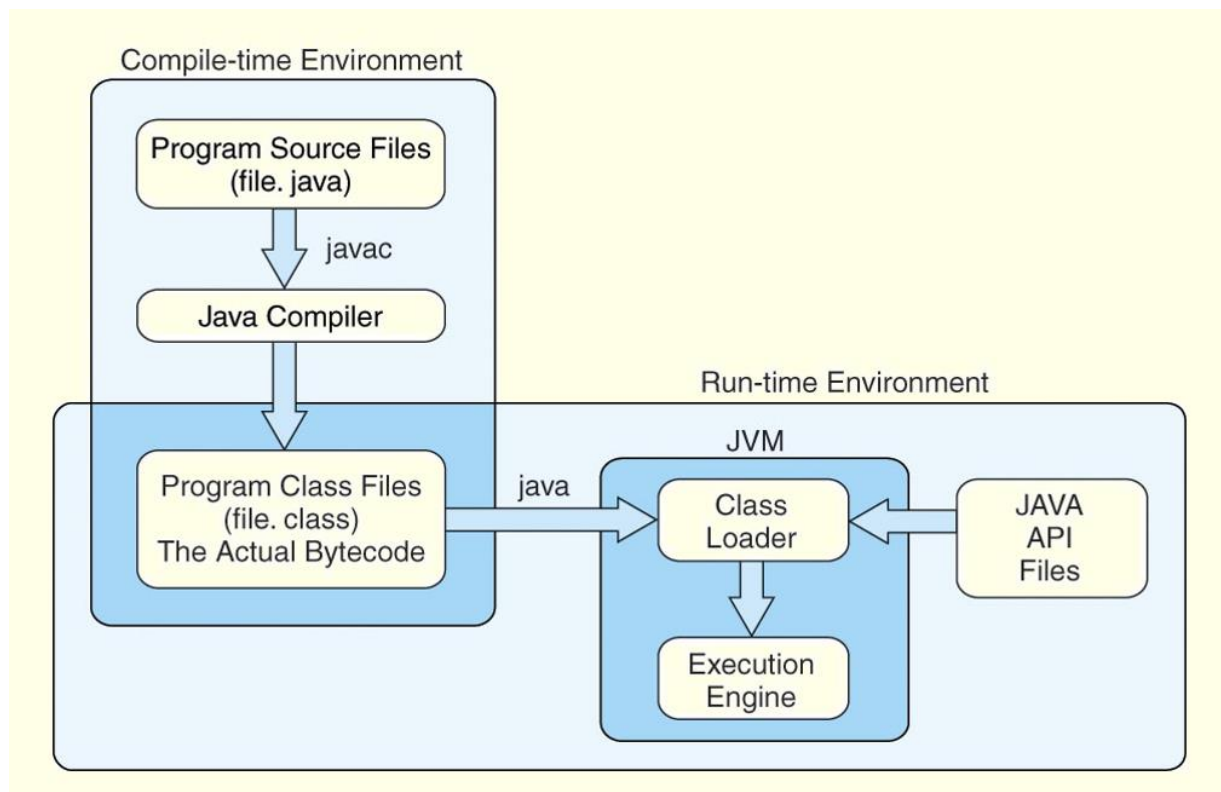 Compile-time Environment
Program Source Files
(file. java)
javac
Java Compiler
Run-time Environment
JVM
Program Class Files
(file. class)
The Actual Bytecode
java
Class
Loader
JAVA
API
Files
Execution
Engine